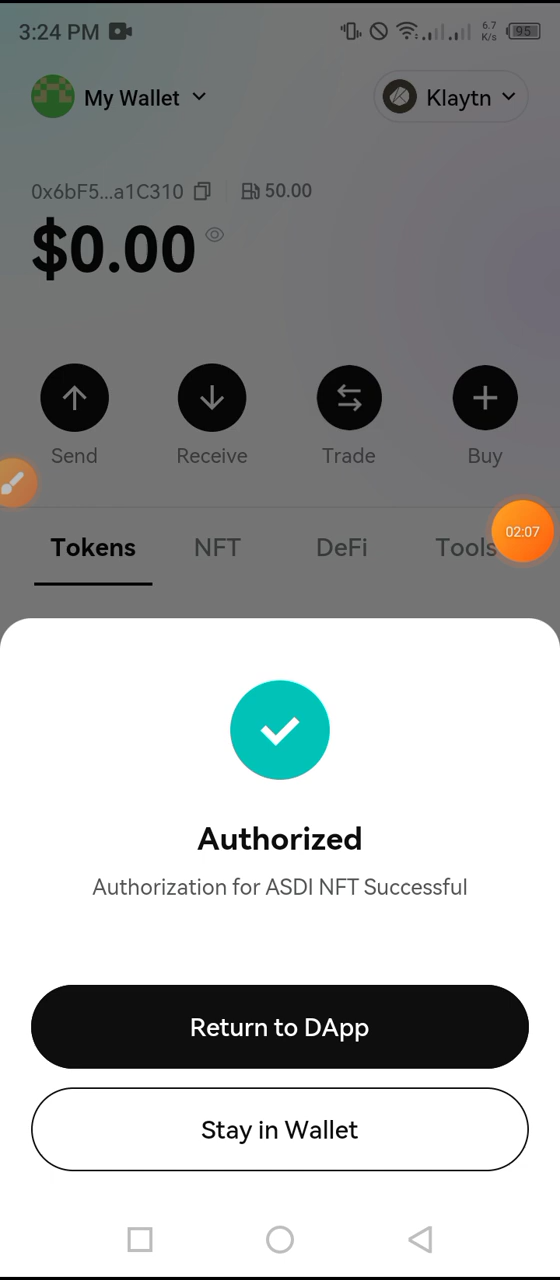 3:24 PM
6.7
K/s
95
My Wallet
Klaytn
0x6bF5...a1C310
50.00
$0.00
Send
Receive
Trade
Buy
02:07
Tokens
NFT
DeFi
Tools
Authorized
Authorization for ASDI NFT Successful
Return to DApp
Stay in Wallet